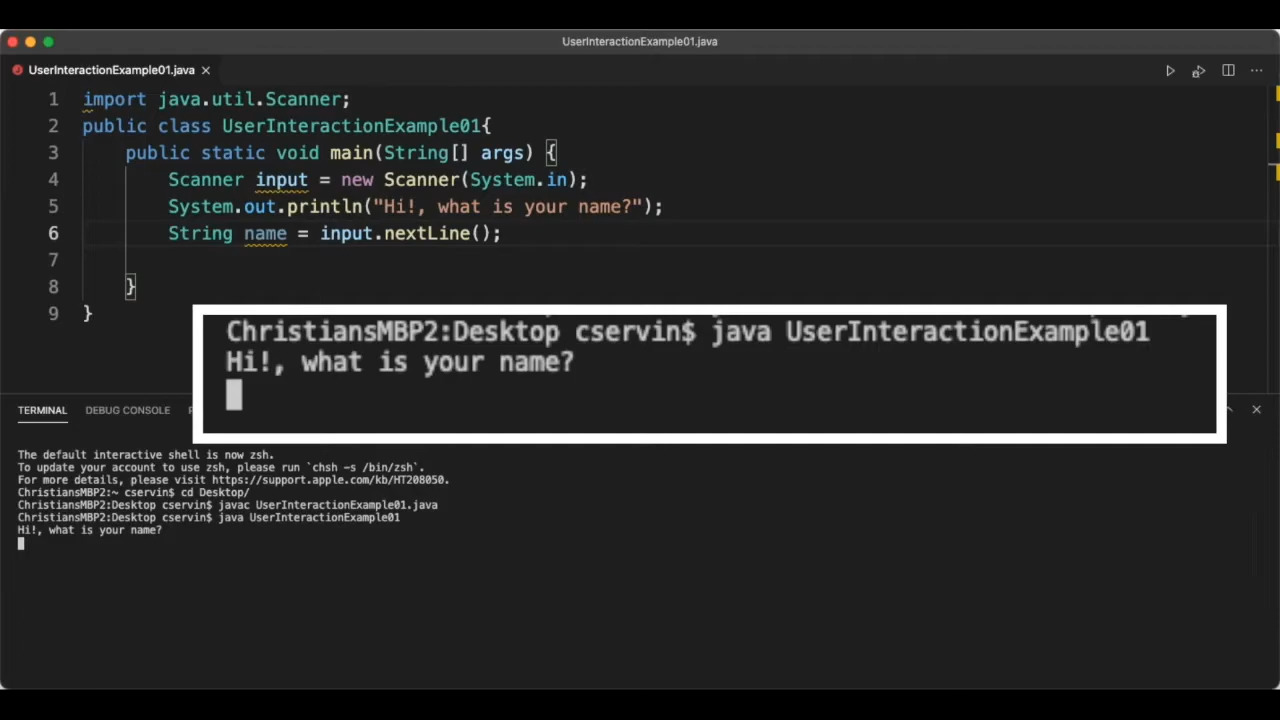 UserInteractionExample01.java
UserInteractionExample01.java
1 import java.util.Scanner;
2 public class UserInteractionExample01{
3 public static void main(String[] args) {
4 Scanner input = new Scanner(System.in);
5 System.out.println("Hi!, what is your name?");
6 String name = input.nextLine();
7
8 }
9 }
ChristiansMBP2:Desktop cservin$ java UserInteractionExample01
Hi!, what is your name?
TERMINAL DEBUG CONSOLE
The default interactive shell is now zsh.
To update your account to use zsh, please run `chsh -s /bin/zsh`.
For more details, please visit https://support.apple.com/kb/HT208050.
ChristiansMBP2:~ cservin$ cd Desktop/
ChristiansMBP2:Desktop cservin$ javac UserInteractionExample01.java
ChristiansMBP2:Desktop cservin$ java UserInteractionExample01
Hi!, what is your name?